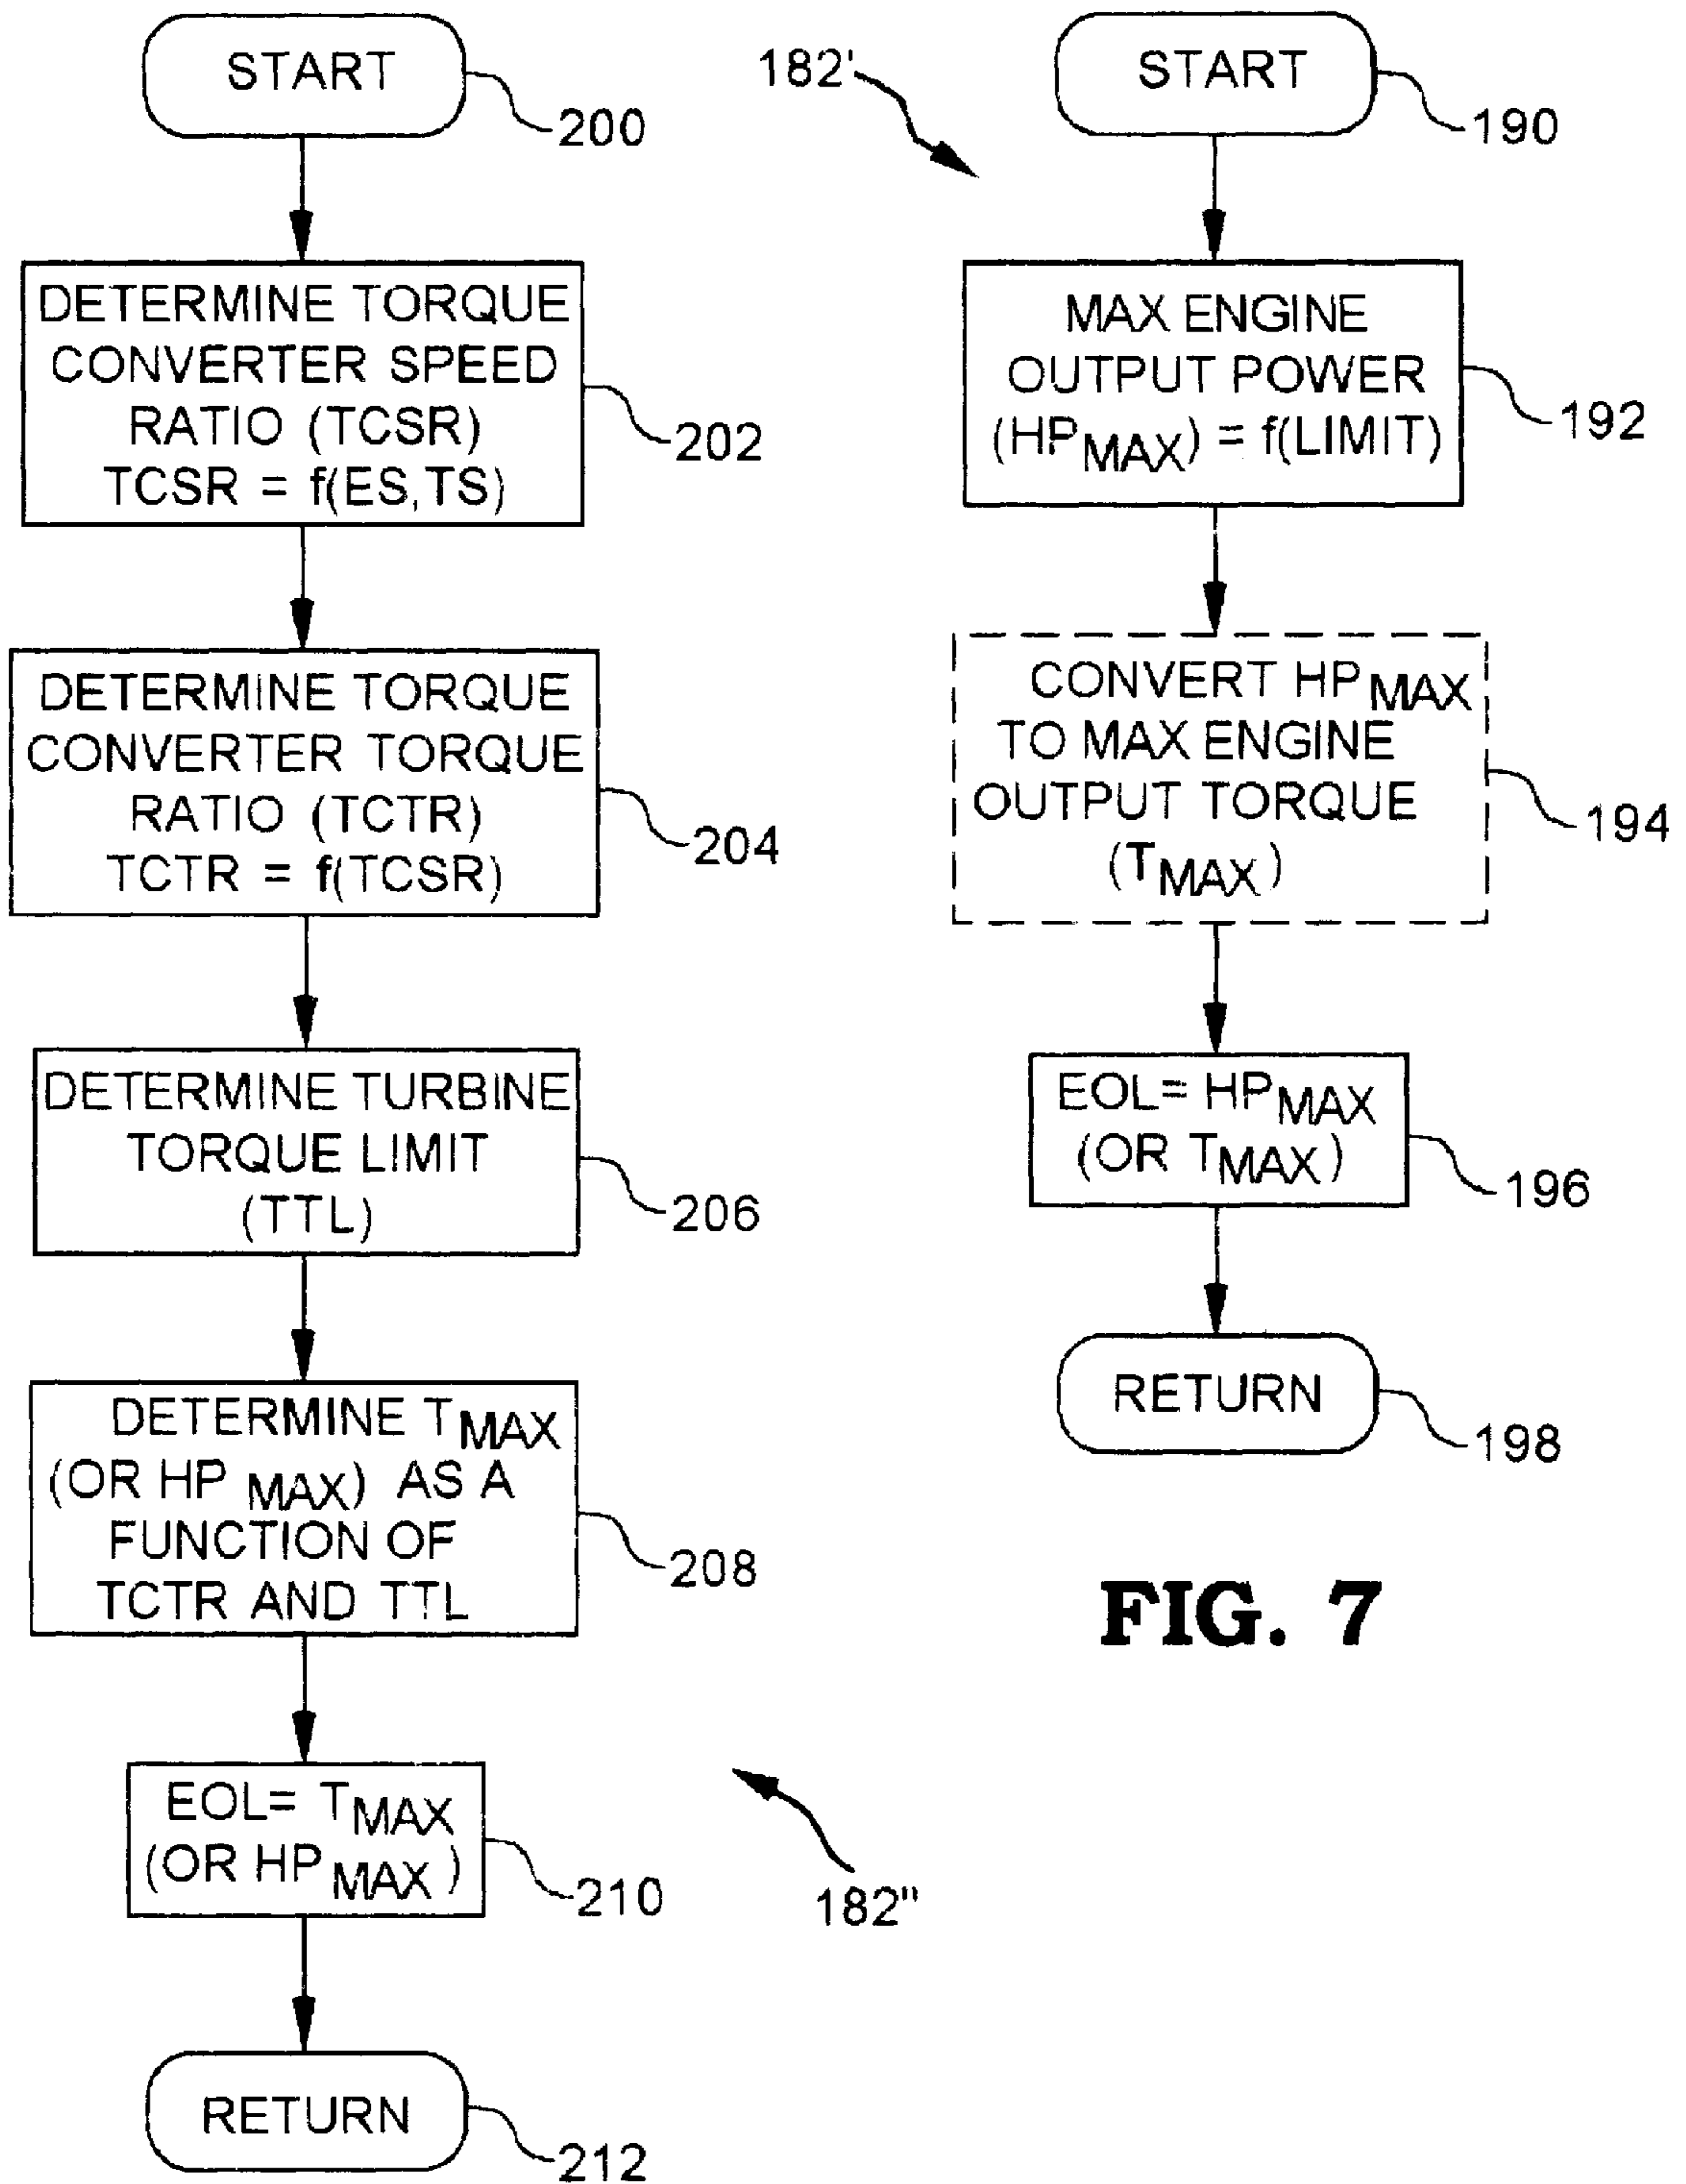 START
200
DETERMINE TORQUE
CONVERTER SPEED
RATIO (TCSR)
TCSR = f(ES,TS)
202
DETERMINE TORQUE
CONVERTER TORQUE
RATIO (TCTR)
TCTR = f(TCSR)
204
DETERMINE TURBINE
TORQUE LIMIT
(TTL)
206
DETERMINE TMAX
(OR HP MAX) AS A
FUNCTION OF
TCTR AND TTL
208
EOL= TMAX
(OR HP MAX)
210
RETURN
212
182"
182'
START
190
MAX ENGINE
OUTPUT POWER
(HPMAX) = f(LIMIT)
192
CONVERT HPMAX
TO MAX ENGINE
OUTPUT TORQUE
(TMAX)
194
EOL= HPMAX
(OR TMAX)
196
RETURN
198
FIG. 7